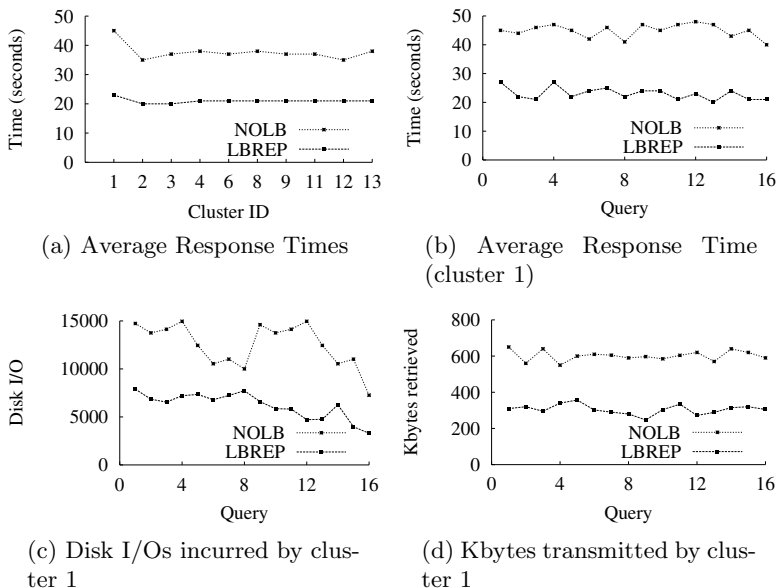 50
40
30
20
10
0
Time (seconds)
NOLB
LBREP
1 2 3 4 6 8 9 11 12 13
Cluster ID
(a) Average Response Times
50
40
30
20
10
0
Time (seconds)
NOLB
LBREP
0 4 8 12 16
Query
(b) Average Response Time
(cluster 1)
15000
10000
5000
0
Disk I/O
NOLB
LBREP
0 4 8 12 16
Query
(c) Disk I/Os incurred by clus-
ter 1
800
600
400
200
0
Kbytes retrieved
NOLB
LBREP
0 4 8 12 16
Query
(d) Kbytes transmitted by clus-
ter 1